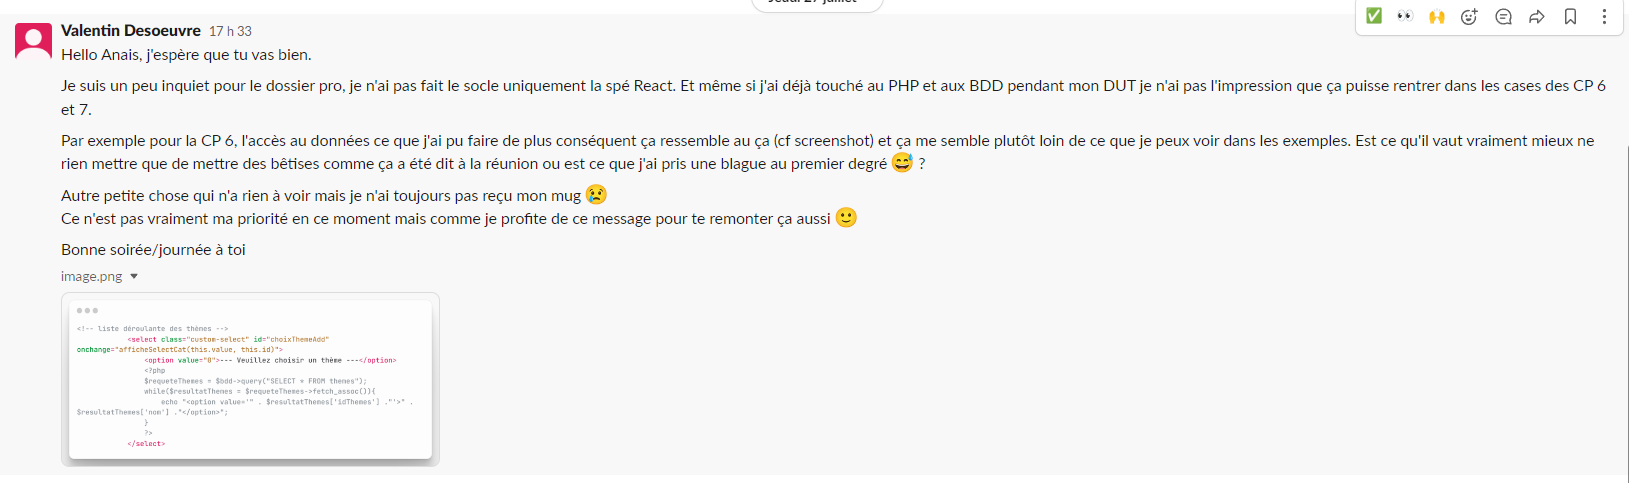 Jeudi 27 juillet
Valentin Desoeuvre 17 h 33
Hello Anais, j'espère que tu vas bien.
Je suis un peu inquiet pour le dossier pro, je n'ai pas fait le socle uniquement la spé React. Et même si j'ai déjà touché au PHP et aux BDD pendant mon DUT je n'ai pas l'impression que ça puisse rentrer dans les cases des CP 6
et 7.
Par exemple pour la CP 6, l'accès au données ce que j'ai pu faire de plus conséquent ça ressemble au ça (cf screenshot) et ça me semble plutôt loin de ce que je peux voir dans les exemples. Est ce qu'il vaut vraiment mieux ne
rien mettre que de mettre des bêtises comme ça a été dit à la réunion ou est ce que j'ai pris une blague au premier degré 😅 ?
Autre petite chose qui n'a rien à voir mais je n'ai toujours pas reçu mon mug 😢
Ce n'est pas vraiment ma priorité en ce moment mais comme je profite de ce message pour te remonter ça aussi 🙂
Bonne soirée/journée à toi
image.png
<!-- liste déroulante des thèmes -->
<select class="custom-select" id="choixThemeAdd"
onchange="afficheSelectCat(this.value, this.id)">
<option value="0">--- Veuillez choisir un thème ---</option>
<?php
$requeteThemes = $bdd->query("SELECT * FROM themes");
while($resultatThemes = $requeteThemes->fetch_assoc()){
echo "<option value='" . $resultatThemes['idThemes'] ."'>" .
$resultatThemes['nom'] ."</option>";
}
?>
</select>